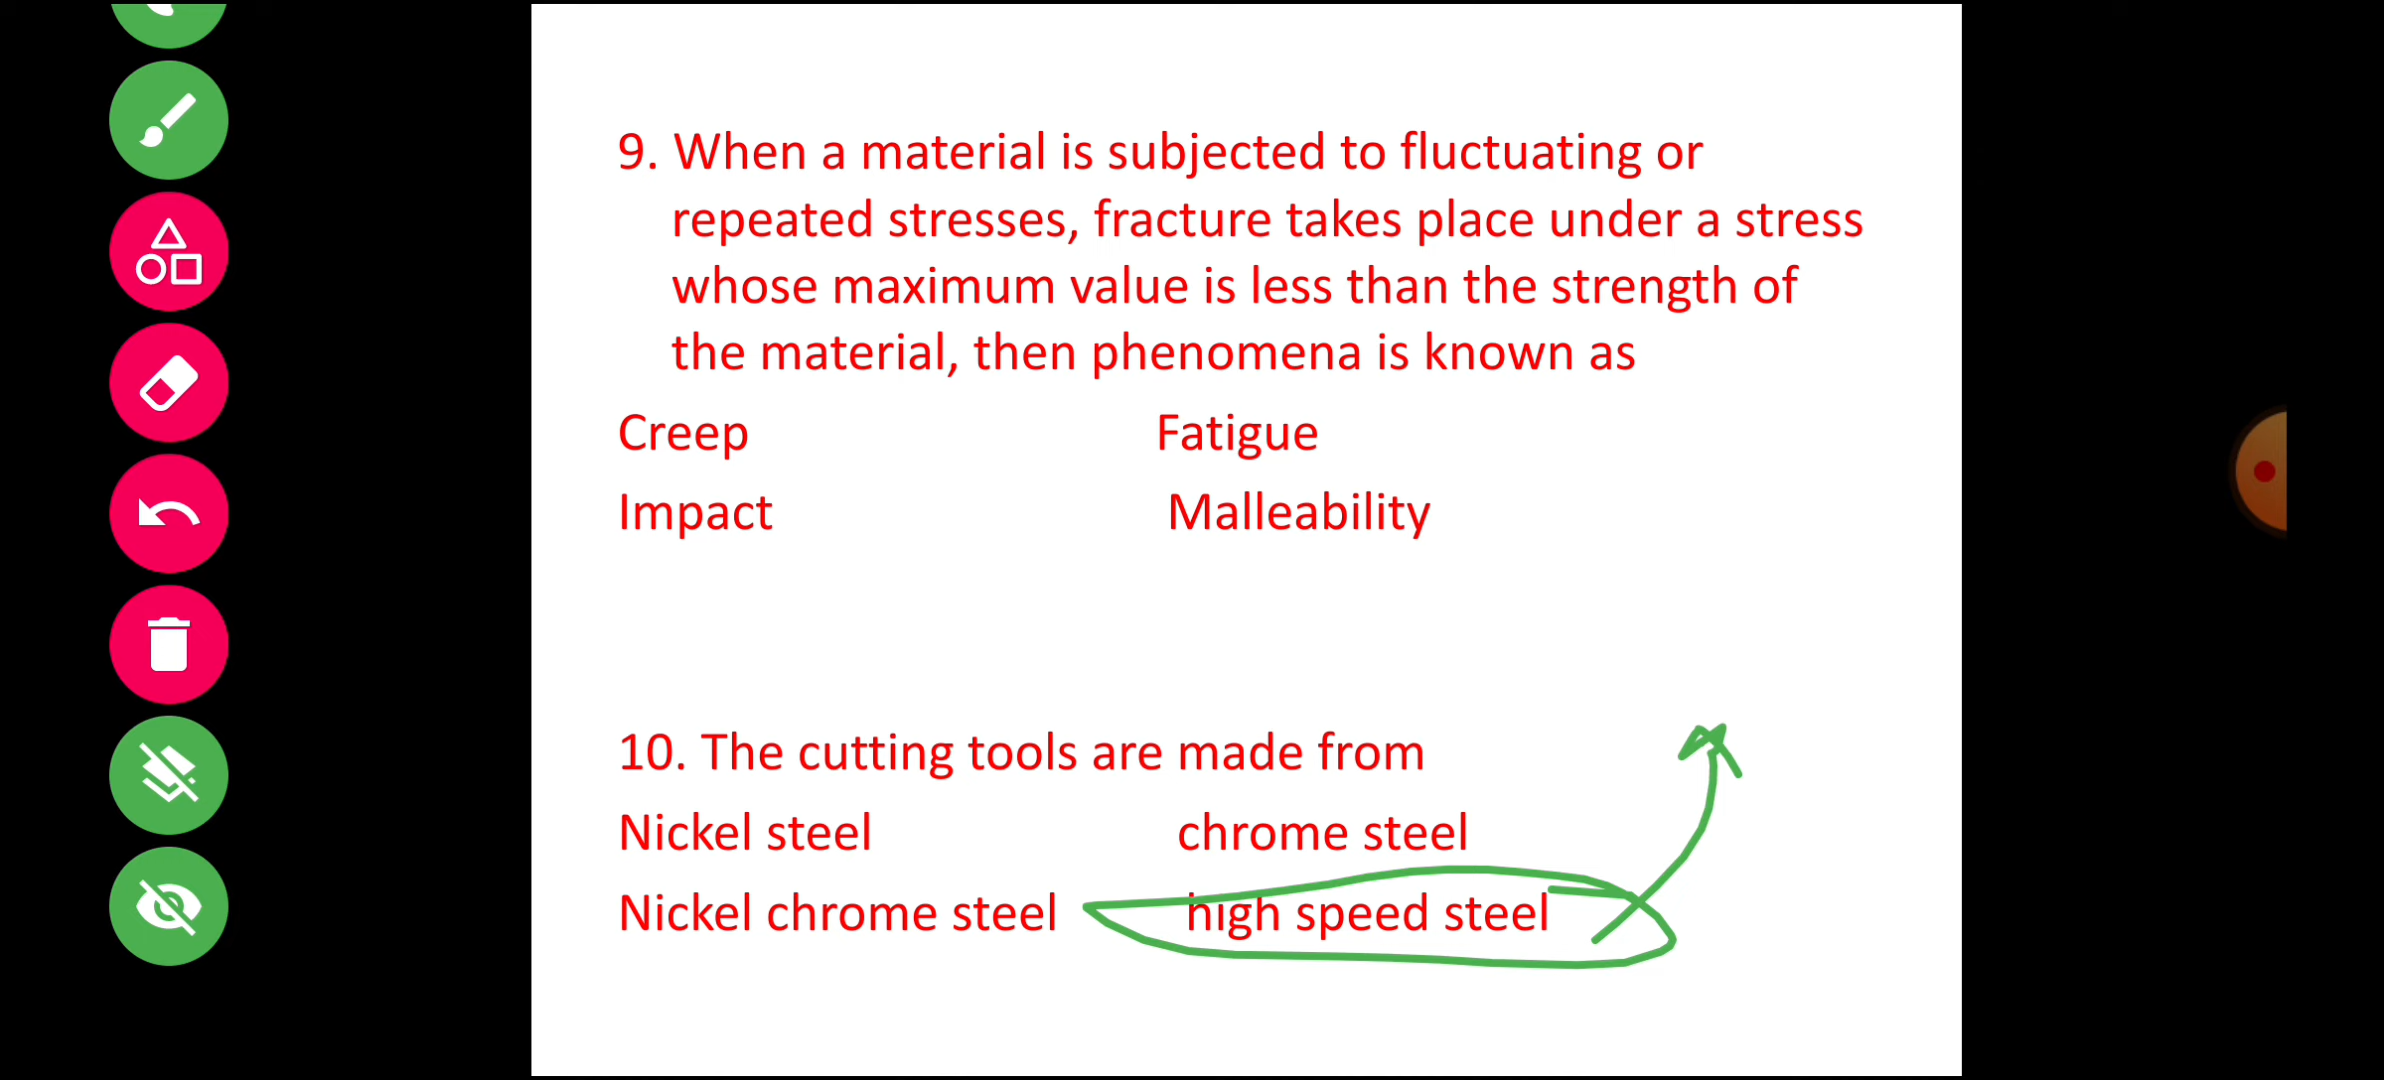 9. When a material is subjected to fluctuating or
repeated stresses, fracture takes place under a stress
whose maximum value is less than the strength of
the material, then phenomena is known as
Creep Fatigue
Impact Malleability
10. The cutting tools are made from
Nickel steel chrome steel
Nickel chrome steel high speed steel